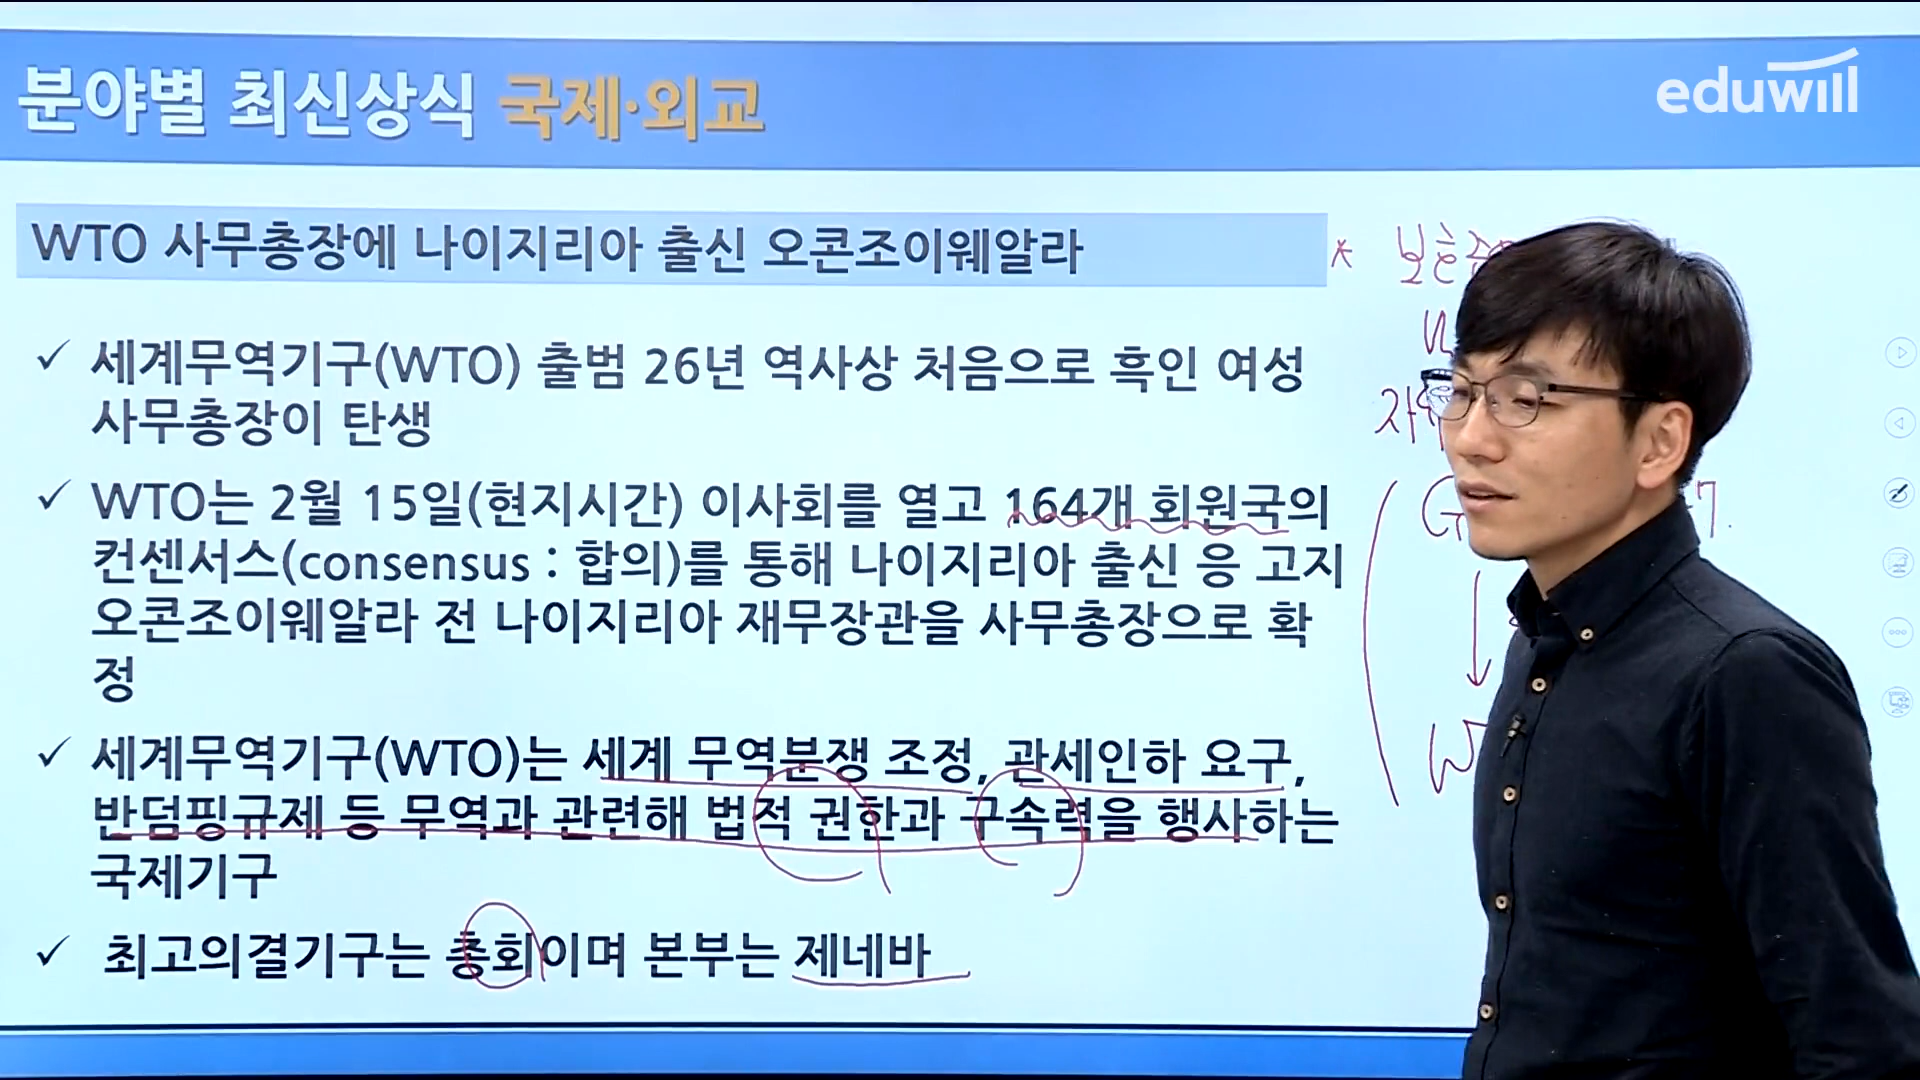 분야별 최신상식 국제·외교
eduwill
WTO 사무총장에 나이지리아 출신 오콘조이웨알라
✓ 세계무역기구(WTO) 출범 26년 역사상 처음으로 흑인 여성
사무총장이 탄생
✓ WTO는 2월 15일(현지시간) 이사회를 열고 164개 회원국의
컨센서스(consensus : 합의)를 통해 나이지리아 출신 응 고지
오콘조이웨알라 전 나이지리아 재무장관을 사무총장으로 확
정
✓ 세계무역기구(WTO)는 세계 무역분쟁 조정, 관세인하 요구,
반덤핑규제 등 무역과 관련해 법적 권한과 구속력을 행사하는
국제기구
✓ 최고의결기구는 총회이며 본부는 제네바